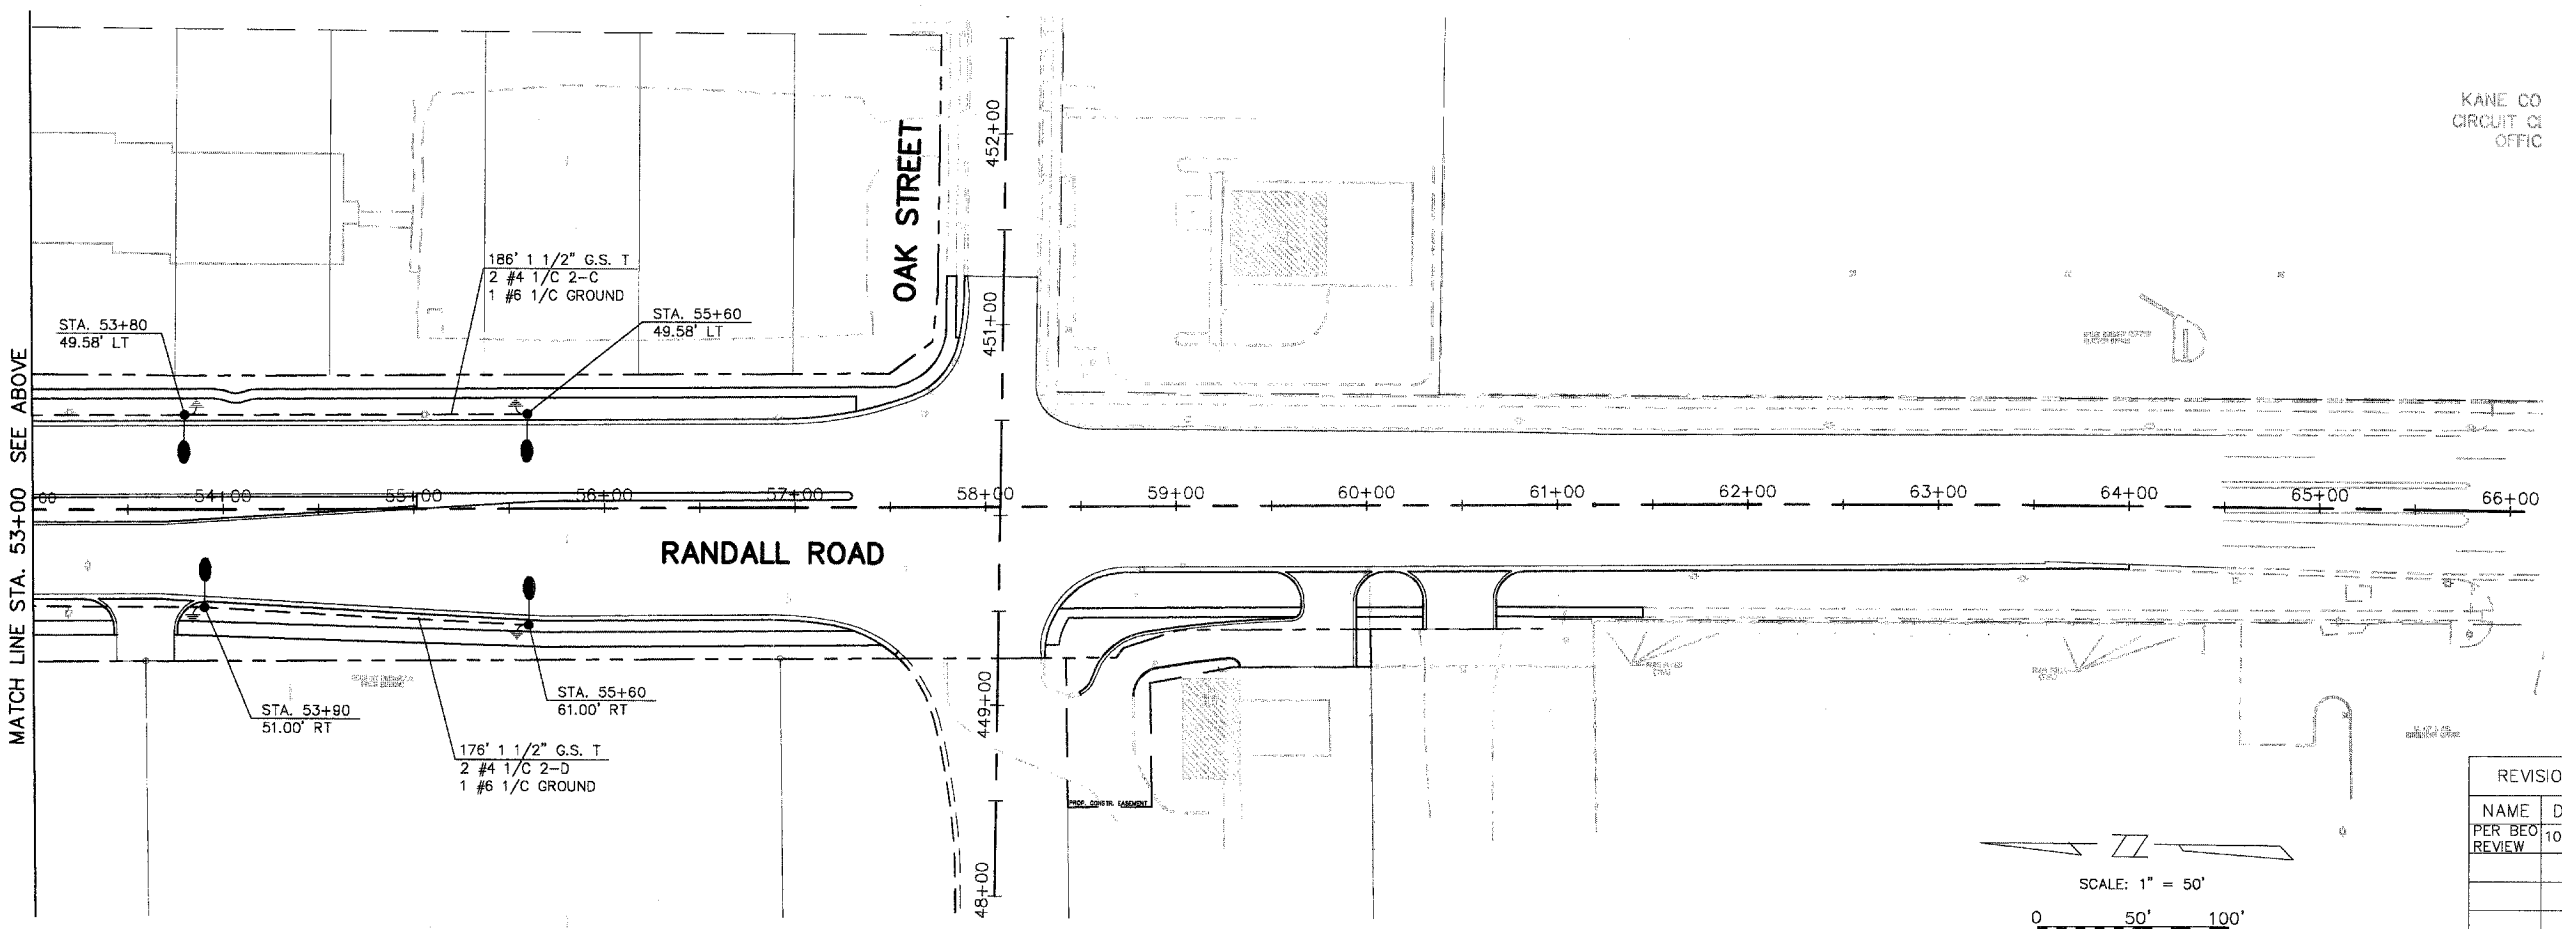 KANE CO
CIRCUIT
OFFIC
OAK STREET
452+00
451+00
186' 1 1/2" G.S. T
2 #4 1/C 2-C
1 #6 1/C GROUND
STA. 53+80
49.58' LT
STA. 55+60
49.58' LT
MATCH LINE STA. 53+00 SEE ABOVE
00 54+00 55+00 56+00 57+00 58+00 59+00 60+00 61+00 62+00 63+00 64+00 65+00 66+00
RANDALL ROAD
STA. 53+90
51.00' RT
STA. 55+60
61.00' RT
176' 1 1/2" G.S. T
2 #4 1/C 2-D
1 #6 1/C GROUND
449+00
48+00
PROP. CONSTR. EASEMENT
REVISIO
NAME D
PER BEO 10
REVIEW
SCALE: 1" = 50'
0 50' 100'